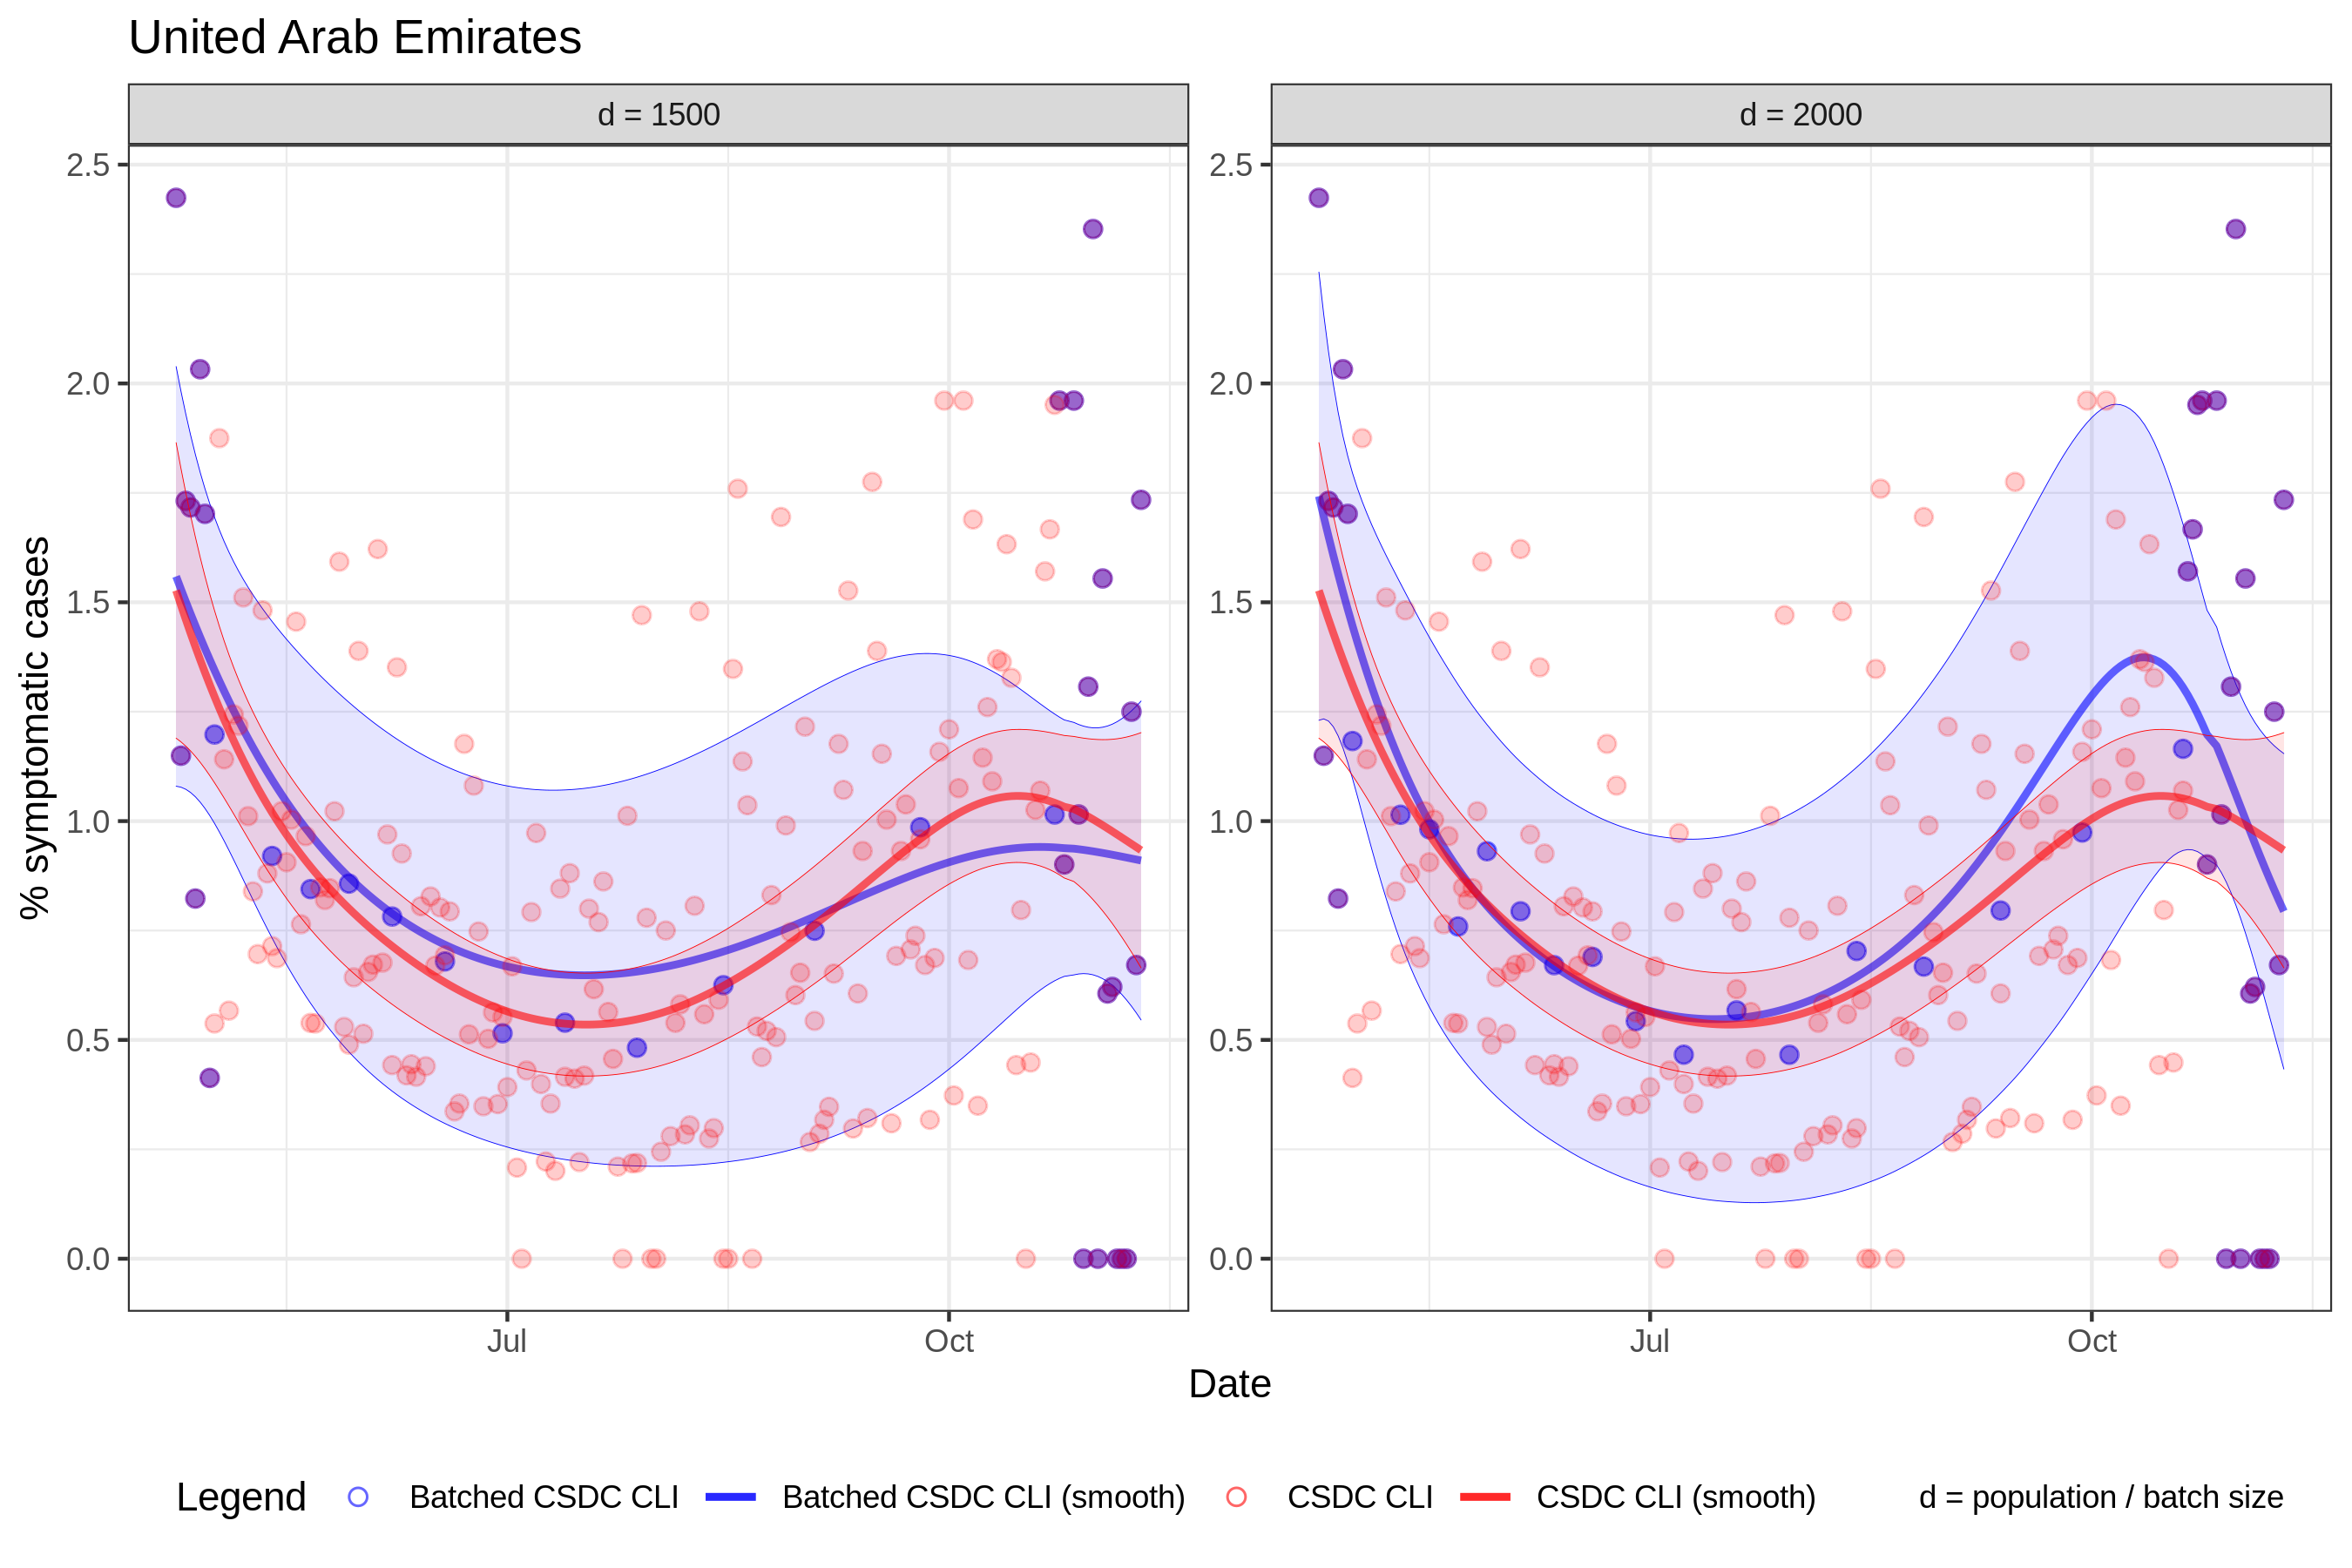 United Arab Emirates
d = 1500
d = 2000
% symptomatic cases
2.5
2.0
1.5
1.0
0.5
0.0
2.5
2.0
1.5
1.0
0.5
0.0
Jul
Oct
Jul
Oct
Date
Legend
Batched CSDC CLI
Batched CSDC CLI (smooth)
CSDC CLI
CSDC CLI (smooth)
d = population / batch size